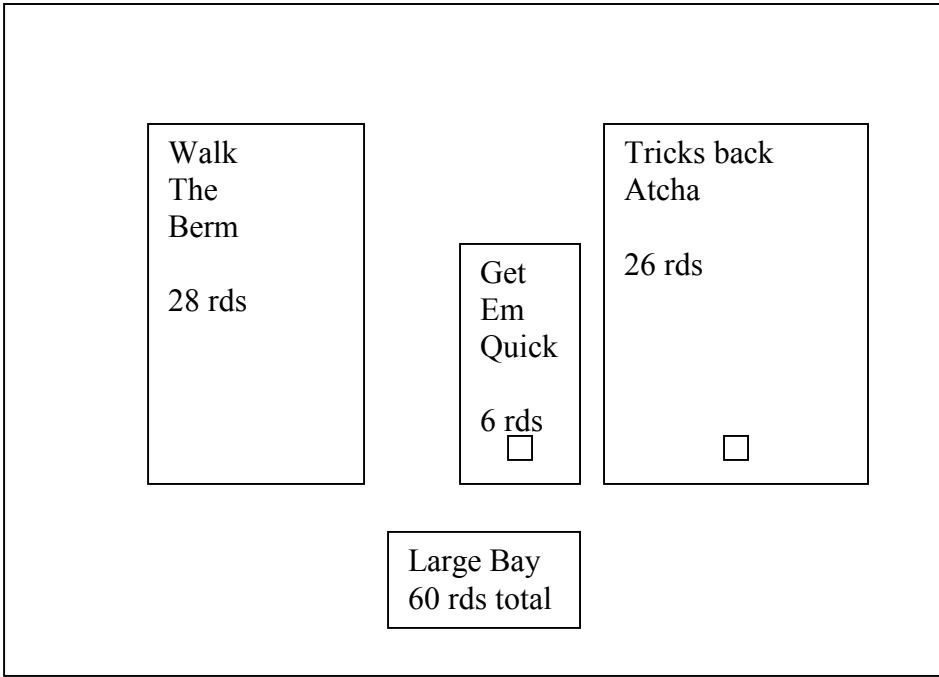 Walk
The
Berm
28 rds
Get
Em
Quick
6 rds
Tricks back
Atcha
26 rds
Large Bay
60 rds total